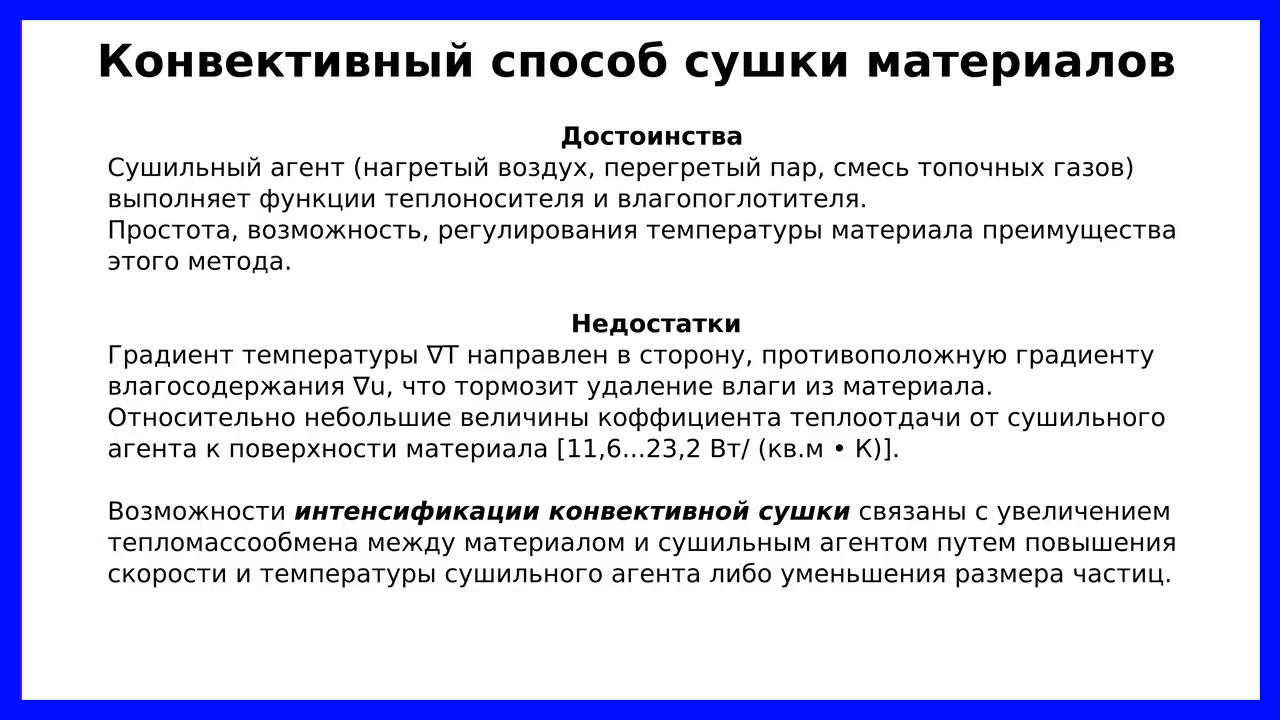 Конвективный способ сушки материалов
Достоинства
Сушильный агент (нагретый воздух, перегретый пар, смесь топочных газов)
выполняет функции теплоносителя и влагопоглотителя.
Простота, возможность, регулирования температуры материала преимущества
этого метода.
Недостатки
Градиент температуры ∇T направлен в сторону, противоположную градиенту
влагосодержания ∇u, что тормозит удаление влаги из материала.
Относительно небольшие величины коффициента теплоотдачи от сушильного
агента к поверхности материала [11,6...23,2 Вт/ (кв.м • К)].
Возможности интенсификации конвективной сушки связаны с увеличением
тепломассообмена между материалом и сушильным агентом путем повышения
скорости и температуры сушильного агента либо уменьшения размера частиц.